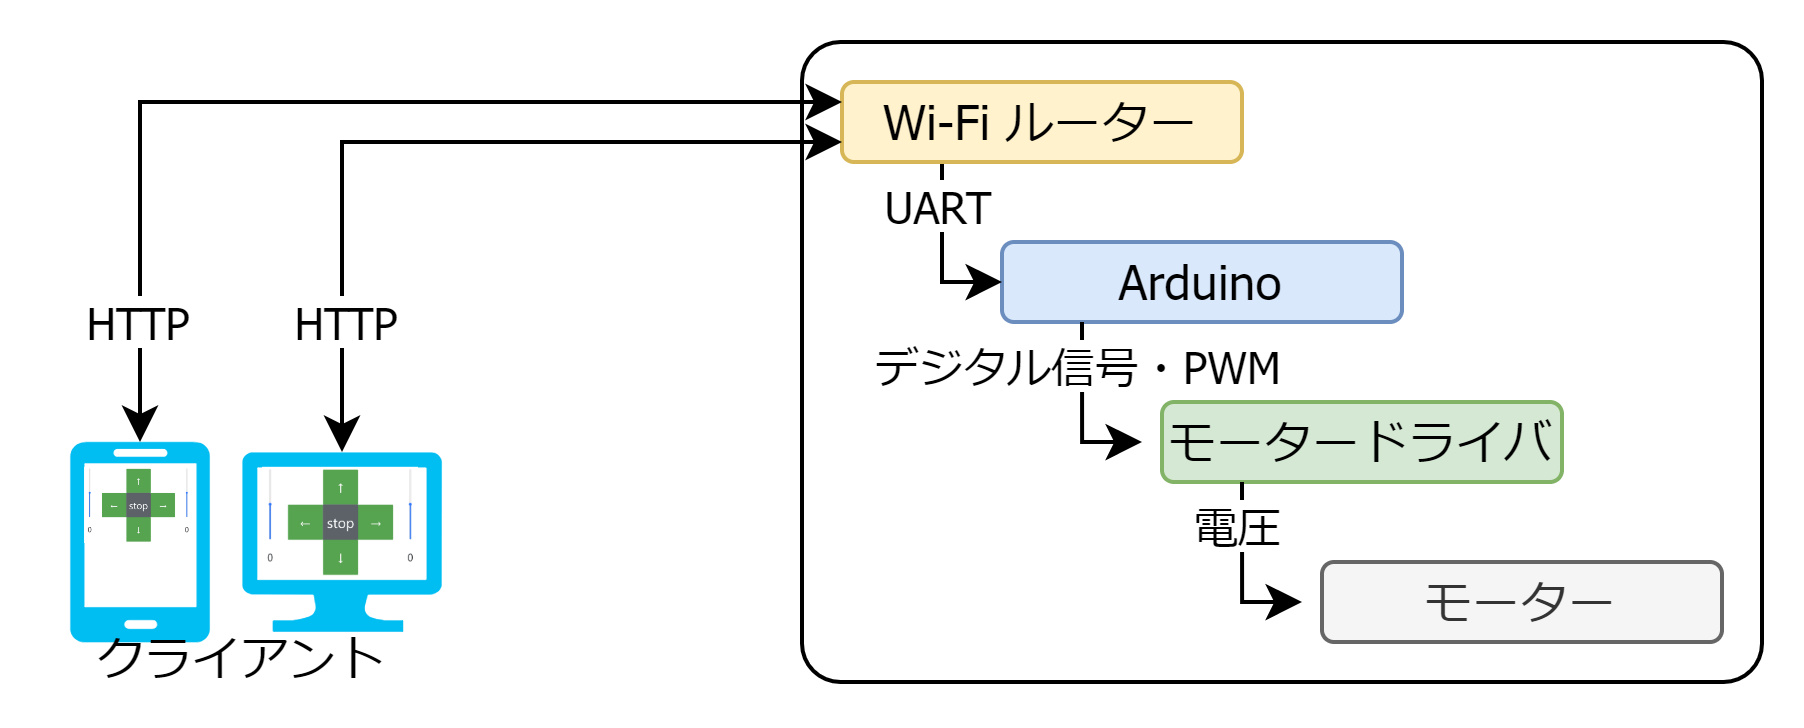 Wi-Fi ルーター
UART
Arduino
HTTP
HTTP
デジタル信号・PWM
モータードライバ
↑
← stop →
↓
0 0
↑
← stop →
↓
0 0
電圧
モーター
クライアント